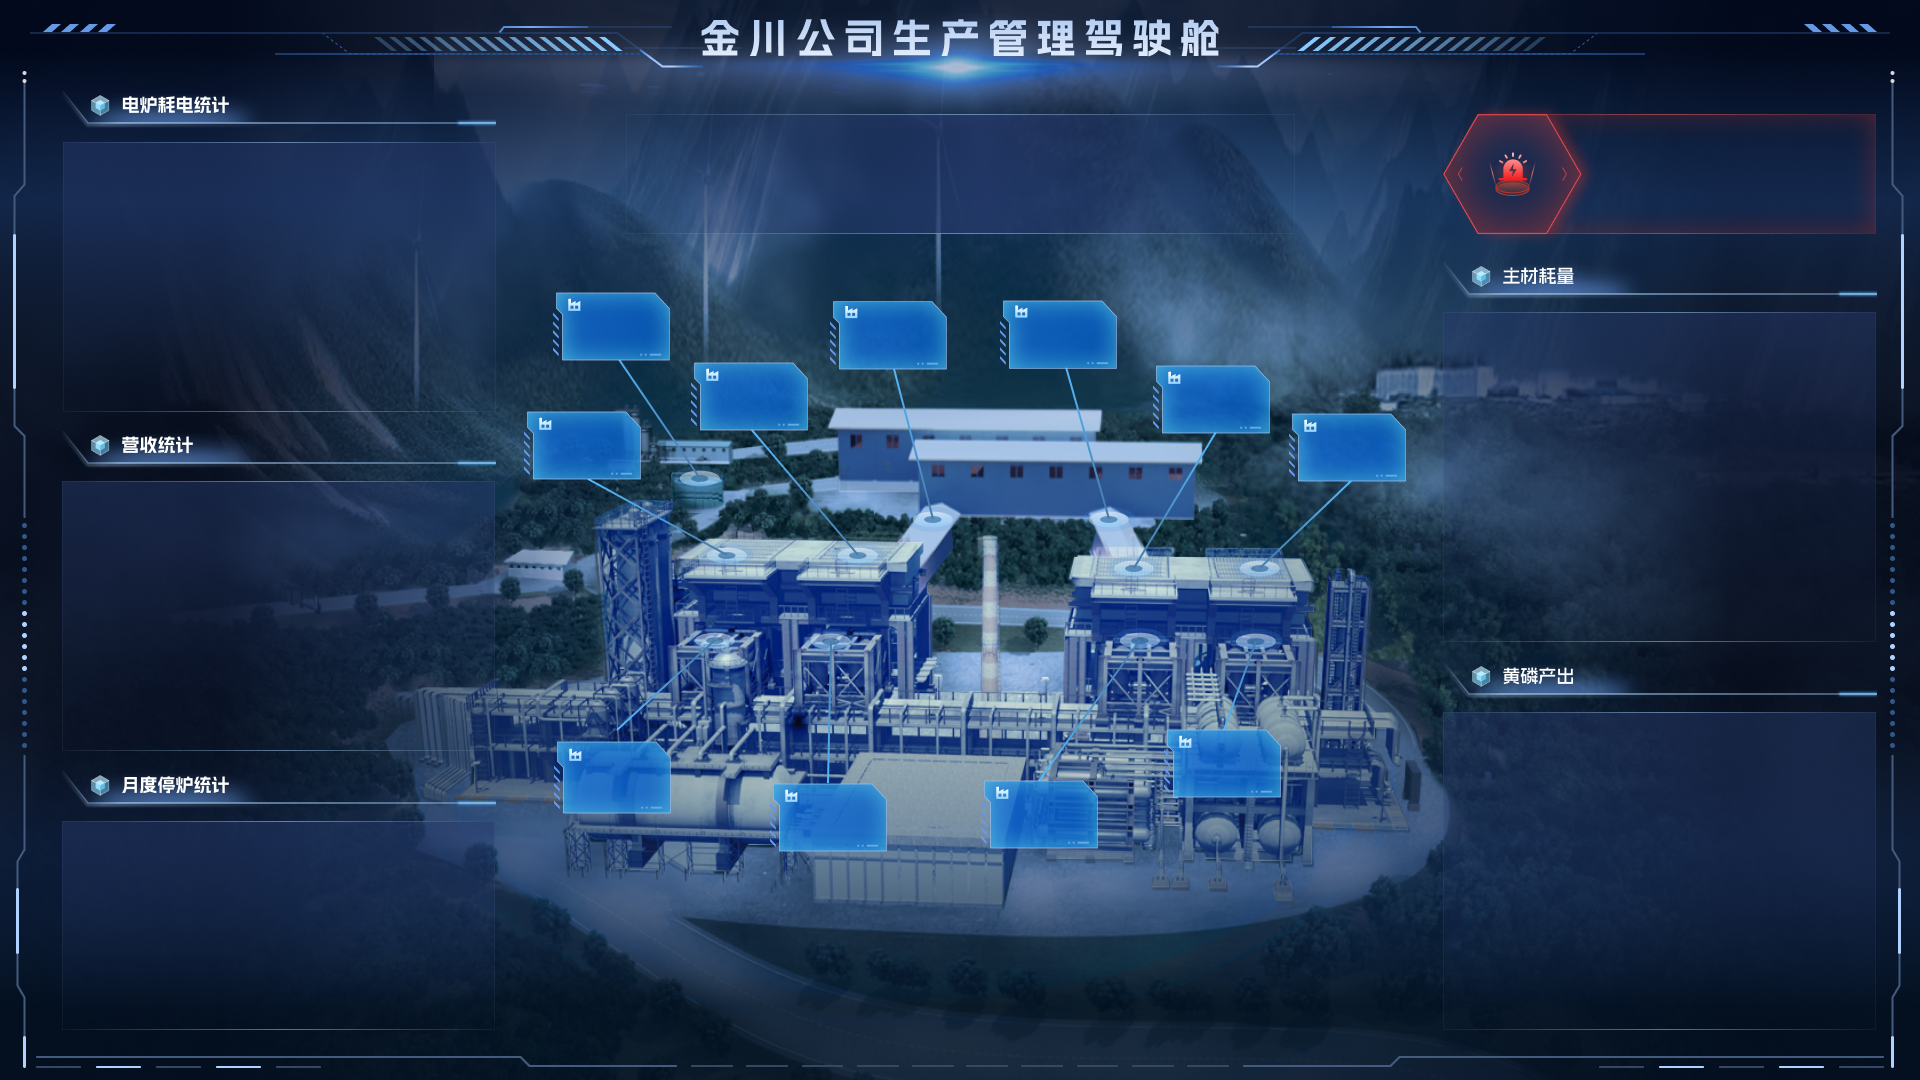 金川公司生产管理驾驶舱
电炉耗电统计
营收统计
月度停炉统计
主材耗量
黄磷产出